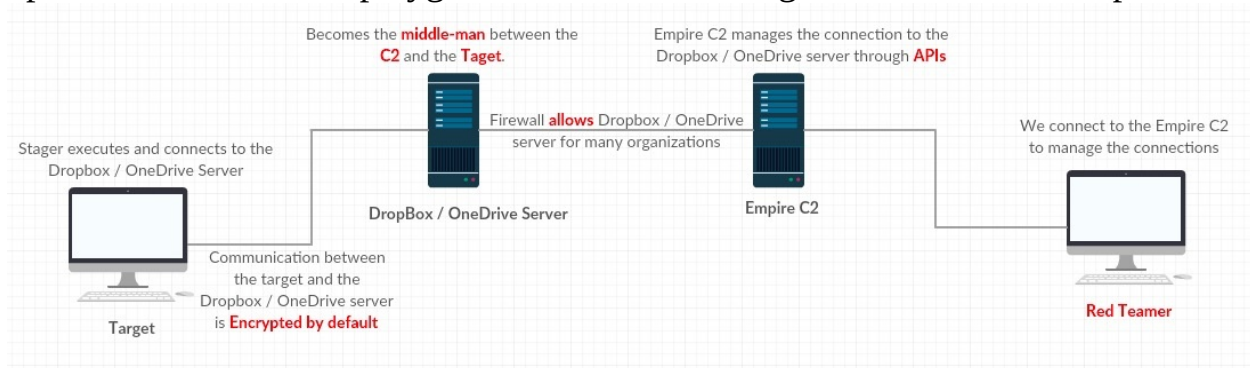 Becomes the middle-man between the
C2 and the Taget.
Empire C2 manages the connection to the
Dropbox / OneDrive server through APIs
Firewall allows Dropbox / OneDrive
server for many organizations
We connect to the Empire C2
to manage the connections
Stager executes and connects to the
Dropbox / OneDrive Server
DropBox / OneDrive Server
Empire C2
Communication between
the target and the
Dropbox / OneDrive server
is Encrypted by default
Target
Red Teamer